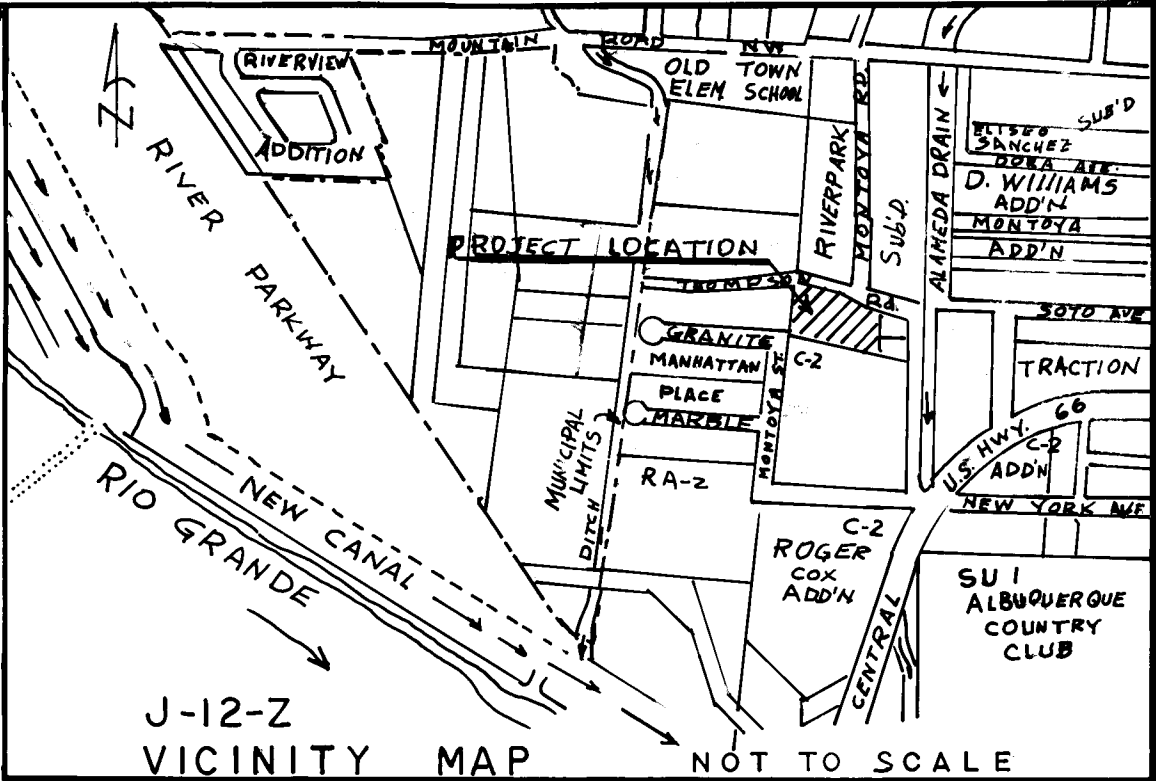 MOUNTAIN ROAD NW
RIVERVIEW
ADDITION
OLD TOWN
ELEM SCHOOL
RIVERPARK
MONTOYA RD.
SUB'D.
ALAMEDA DRAIN
SUB'D
ELISEO
SANCHEZ
DORA AVE.
D. WILLIAMS
ADD'N
MONTOYA
ADD'N
Z
RIVER
PARKWAY
PROJECT LOCATION
THOMPSON Rd.
SOTO AVE
GRANITE
MANHATTAN
PLACE
MARBLE
MONTOYA ST.
C-2
TRACTION
U.S. HWY. 66
C-2
ADD'N
NEW YORK AVE
MUNICIPAL
LIMITS
DITCH
RA-2
RIO GRANDE
NEW CANAL
C-2
ROGER
COX
ADD'N
CENTRAL
SU 1
ALBUQUERQUE
COUNTRY
CLUB
J-12-Z
VICINITY MAP NOT TO SCALE